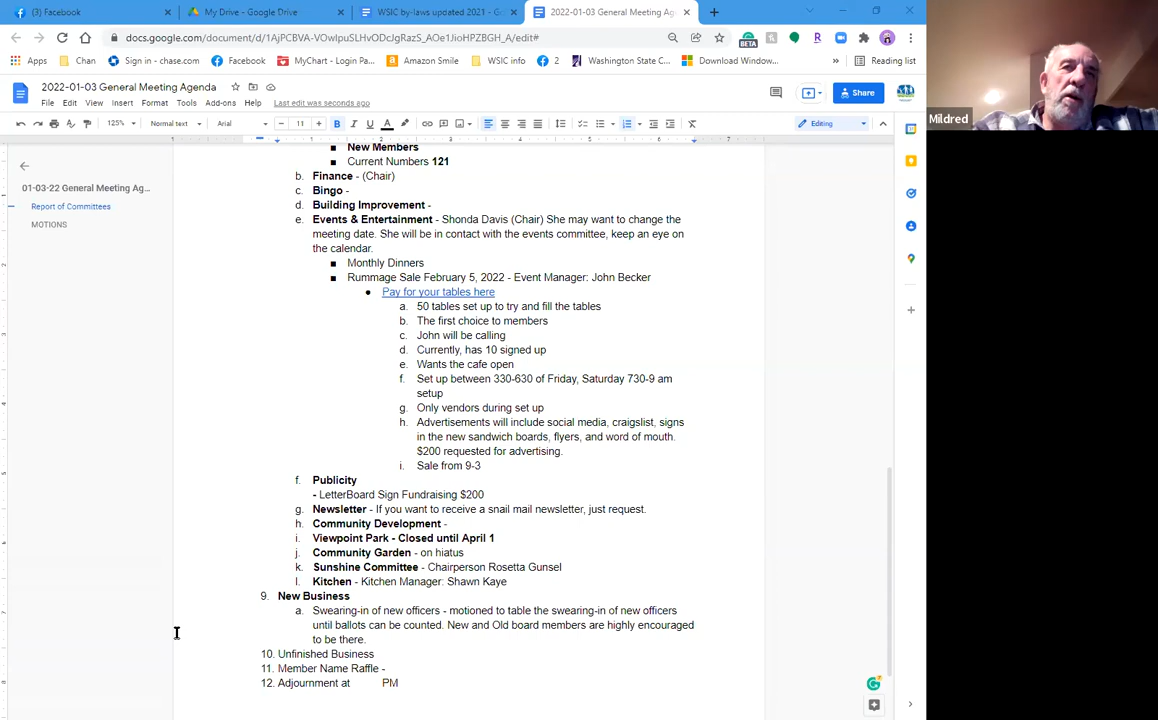 (3) Facebook
My Drive - Google Drive
WSIC by-laws updated 2021 - G
2022-01-03 General Meeting Ag
docs.google.com/document/d/1AjPCBVA-VOwIpuSLHvODcJgRazS_AOe1JioHPZBGH_A/edit#
BETA
Apps
Chan
Sign in - chase.com
Facebook
MyChart - Login Pa...
Amazon Smile
WSIC info
2
Washington State C...
Download Window...
Reading list
2022-01-03 General Meeting Agenda
File Edit View Insert Format Tools Add-ons Help Last edit was seconds ago
Share
125% Normal text Arial 11 B I U A Editing
01-03-22 General Meeting Ag...
Report of Committees
MOTIONS
■ New Members
■ Current Numbers 121
b. Finance - (Chair)
c. Bingo -
d. Building Improvement -
e. Events & Entertainment - Shonda Davis (Chair) She may want to change the
meeting date. She will be in contact with the events committee, keep an eye on
the calendar.
■ Monthly Dinners
■ Rummage Sale February 5, 2022 - Event Manager: John Becker
● Pay for your tables here
a. 50 tables set up to try and fill the tables
b. The first choice to members
c. John will be calling
d. Currently, has 10 signed up
e. Wants the cafe open
f. Set up between 330-630 of Friday, Saturday 730-9 am
setup
g. Only vendors during set up
h. Advertisements will include social media, craigslist, signs
in the new sandwich boards, flyers, and word of mouth.
$200 requested for advertising.
i. Sale from 9-3
f. Publicity
- LetterBoard Sign Fundraising $200
g. Newsletter - If you want to receive a snail mail newsletter, just request.
h. Community Development -
i. Viewpoint Park - Closed until April 1
j. Community Garden - on hiatus
k. Sunshine Committee - Chairperson Rosetta Gunsel
l. Kitchen - Kitchen Manager: Shawn Kaye
9. New Business
a. Swearing-in of new officers - motioned to table the swearing-in of new officers
until ballots can be counted. New and Old board members are highly encouraged
to be there.
10. Unfinished Business
11. Member Name Raffle -
12. Adjournment at PM
Mildred